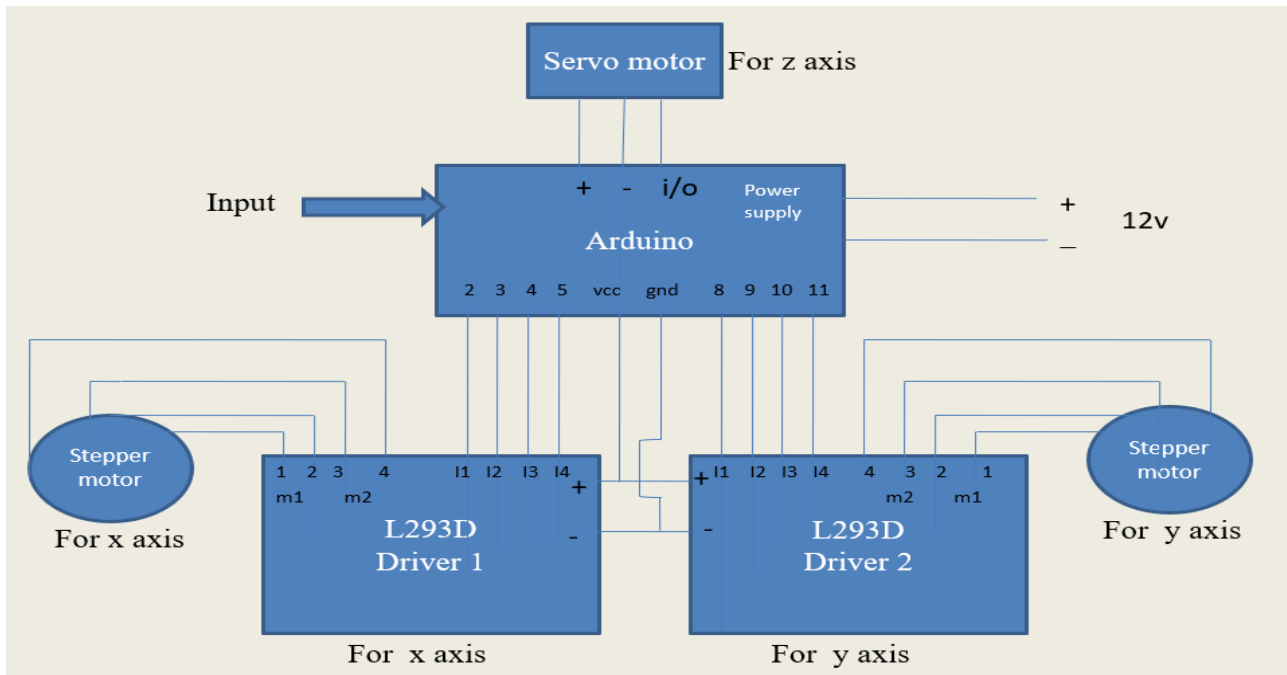 Servo motor For z axis
+ - i/o Power supply
Input
Arduino
+
12v
_
2 3 4 5 vcc gnd 8 9 10 11
Stepper motor
For x axis
1 2 3 4 I1 I2 I3 I4 +
m1 m2
-
L293D
Driver 1
For x axis
+ I1 I2 I3 I4 4 3 2 1
m2 m1
-
L293D
Driver 2
For y axis
Stepper motor
For y axis